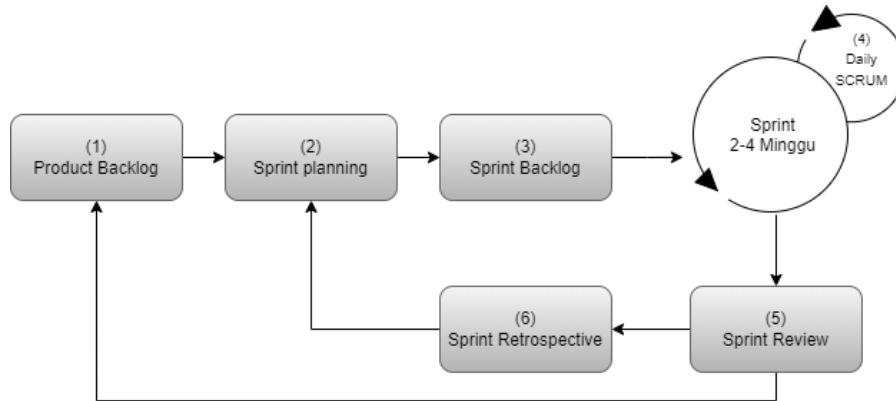 (1)
Product Backlog
(2)
Sprint planning
(3)
Sprint Backlog
Sprint
2-4 Minggu
(4)
Daily
SCRUM
(6)
Sprint Retrospective
(5)
Sprint Review